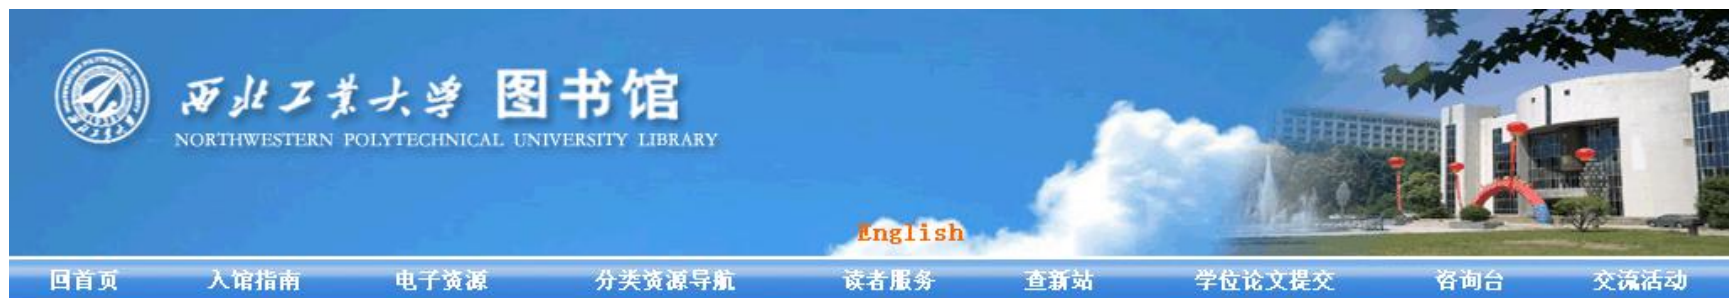 西北工业大学 图书馆
NORTHWESTERN POLYTECHNICAL UNIVERSITY LIBRARY
English
回首页 入馆指南 电子资源 分类资源导航 读者服务 查新站 学位论文提交 咨询台 交流活动